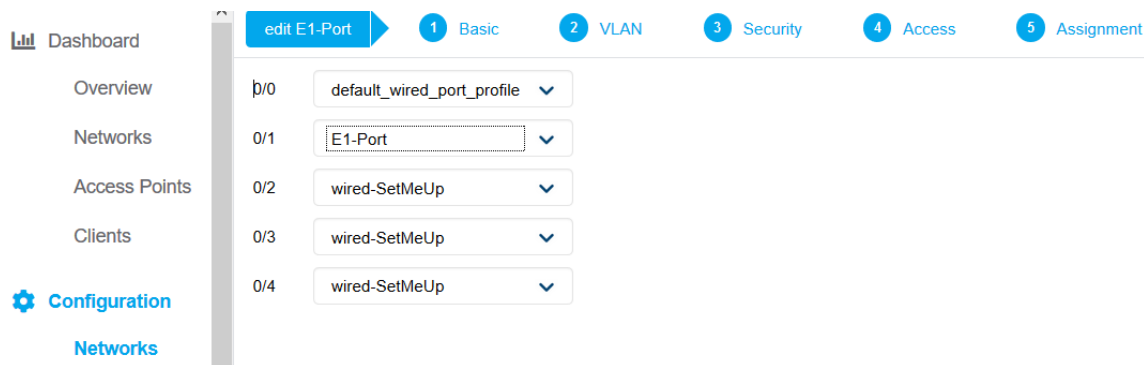 Dashboard
Overview
Networks
Access Points
Clients
Configuration
Networks
edit E1-Port 1 Basic 2 VLAN 3 Security 4 Access 5 Assignment
0/0 default_wired_port_profile
0/1 E1-Port
0/2 wired-SetMeUp
0/3 wired-SetMeUp
0/4 wired-SetMeUp